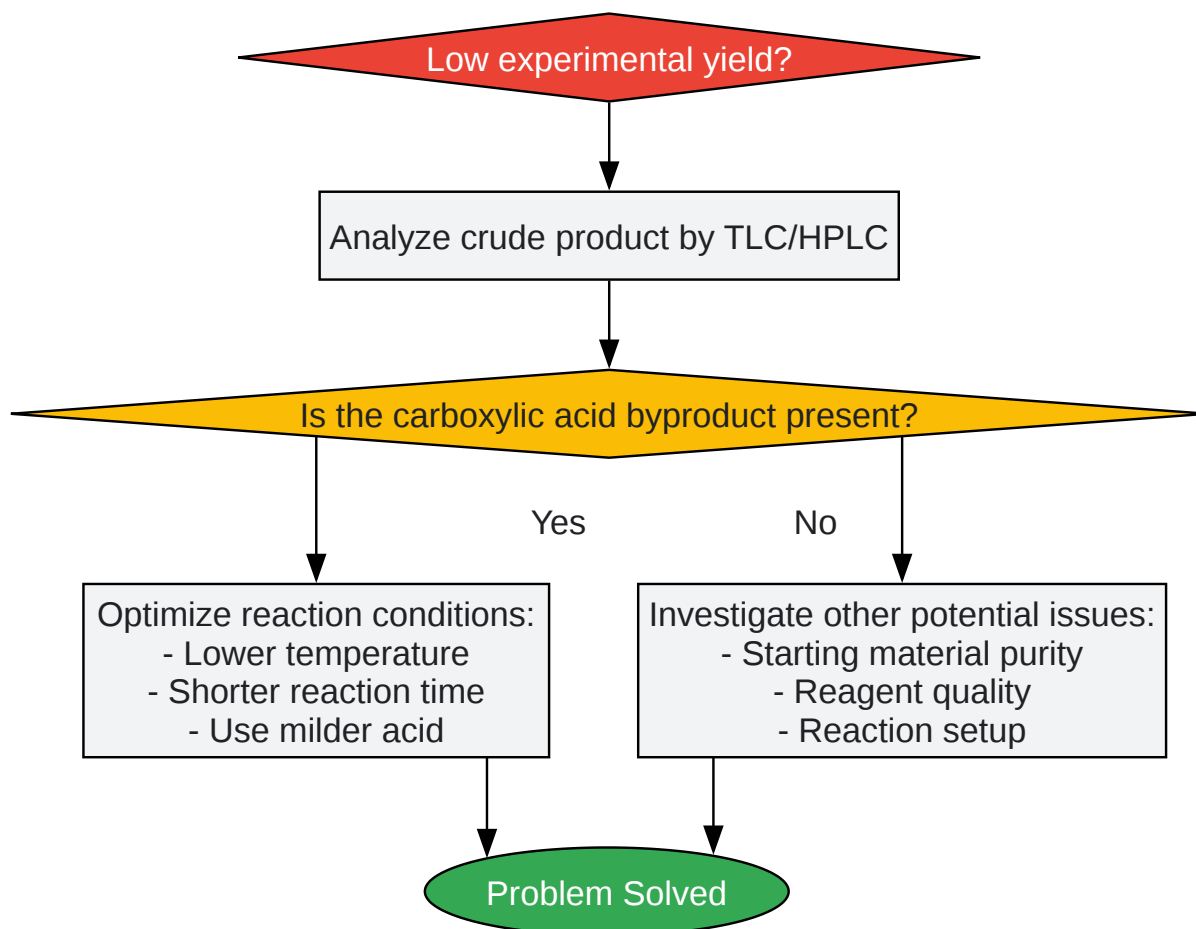 Low experimental yield?
Analyze crude product by TLC/HPLC
Is the carboxylic acid byproduct present?
Yes
No
Optimize reaction conditions:
- Lower temperature
- Shorter reaction time
- Use milder acid
Investigate other potential issues:
- Starting material purity
- Reagent quality
- Reaction setup
Problem Solved